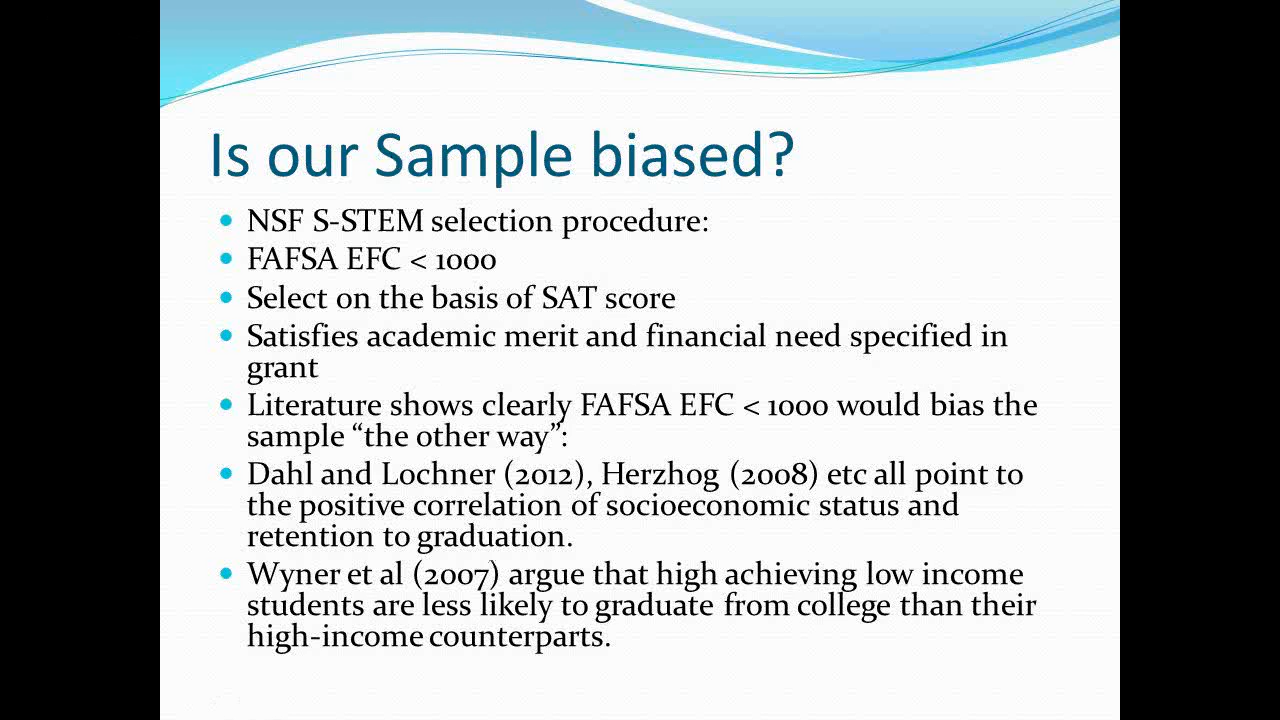 Is our Sample biased?
• NSF S-STEM selection procedure:
• FAFSA EFC < 1000
• Select on the basis of SAT score
• Satisfies academic merit and financial need specified in
grant
• Literature shows clearly FAFSA EFC < 1000 would bias the
sample “the other way”:
• Dahl and Lochner (2012), Herzhog (2008) etc all point to
the positive correlation of socioeconomic status and
retention to graduation.
• Wyner et al (2007) argue that high achieving low income
students are less likely to graduate from college than their
high-income counterparts.